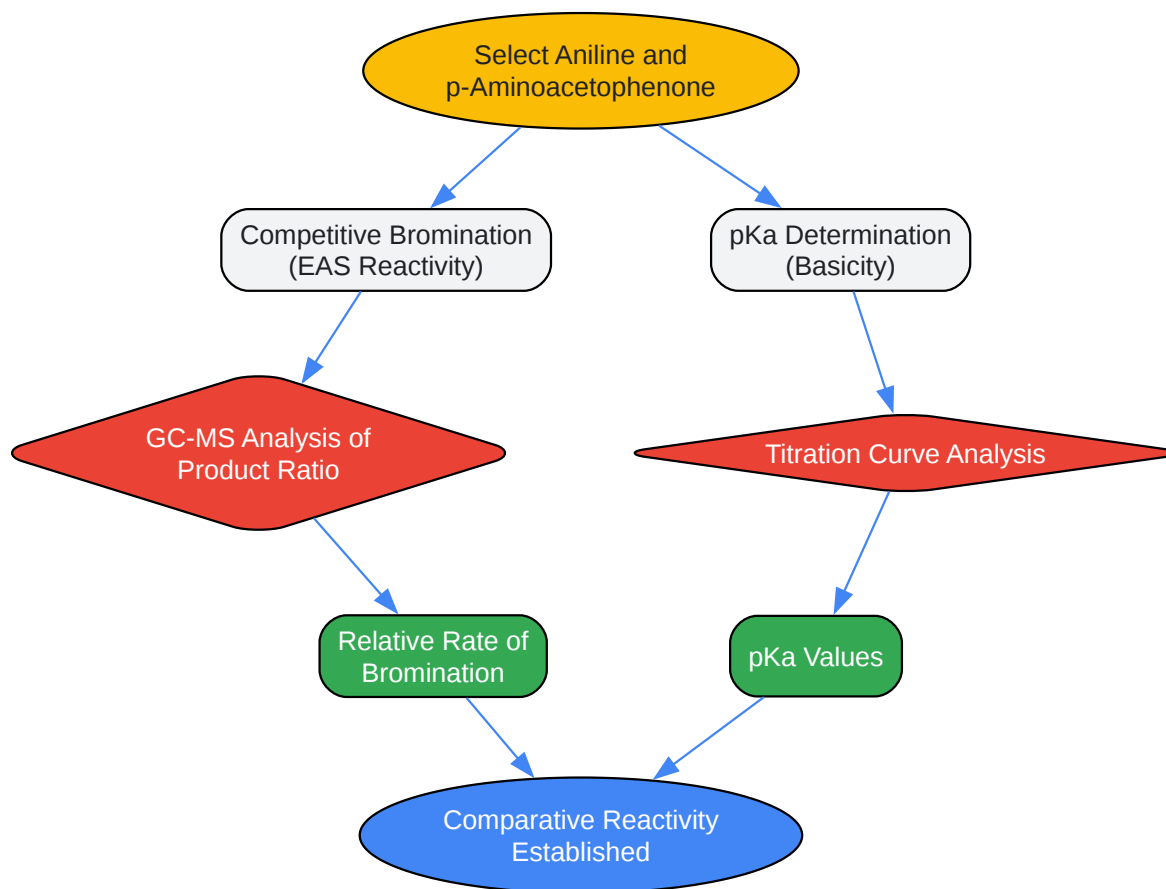 Select Aniline and
p-Aminoacetophenone
Competitive Bromination
(EAS Reactivity)
pKa Determination
(Basicity)
GC-MS Analysis of
Product Ratio
Titration Curve Analysis
Relative Rate of
Bromination
pKa Values
Comparative Reactivity
Established